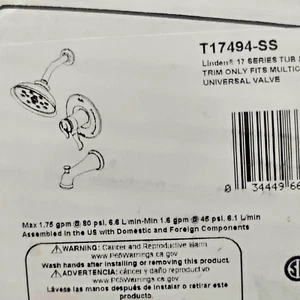 T17494-SS
Linden® 17 SERIES TUB &
TRIM ONLY FITS MULTIC
UNIVERSAL VALVE
0 34449 66
Max 1.75 gpm @ 80 psi, 6.6 L/min-Min 1.6 gpm @ 45 psi, 6.1 L/min
Assembled in the US with Domestic and Foreign Components
WARNING: Cancer and Reproductive Harm
www.P65Warnings.ca.gov
Wash hands after installing or removing this
ADVERTENCIA: cáncer y daño reproductivo
www.P65Warnings.ca.gov
Lávese las manos después de instalar o retirar